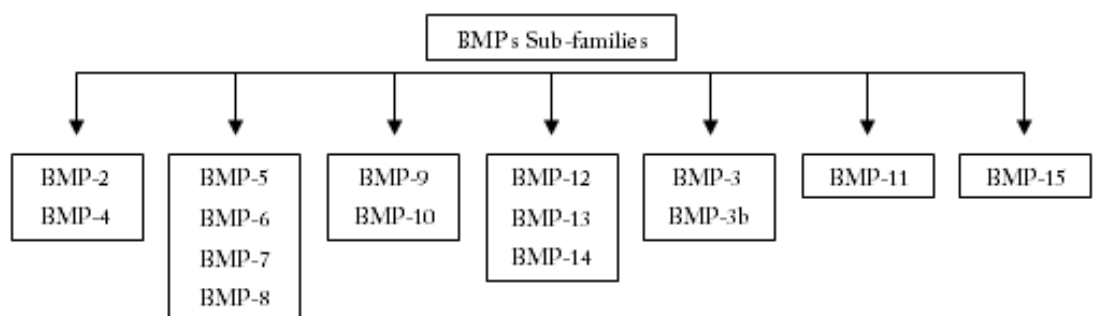 BMPs Sub-families
BMP-2
BMP-4
BMP-5
BMP-6
BMP-7
BMP-8
BMP-9
BMP-10
BMP-12
BMP-13
BMP-14
BMP-3
BMP-3b
BMP-11
BMP-15